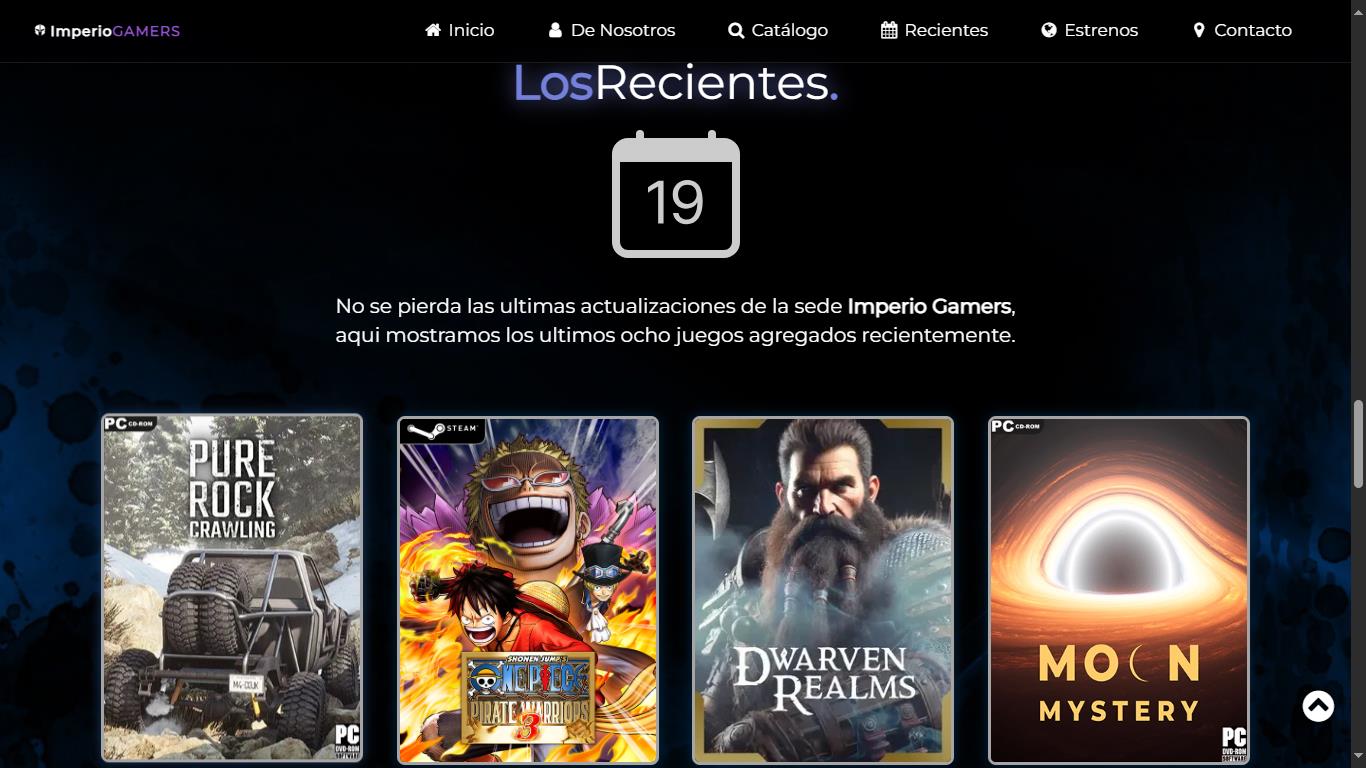 ImperioGAMERS
Inicio
De Nosotros
Catálogo
Recientes
Estrenos
Contacto
LosRecientes.
19
No se pierda las ultimas actualizaciones de la sede Imperio Gamers,
aqui mostramos los ultimos ocho juegos agregados recientemente.
PC CD-ROM
PURE
ROCK
CRAWLING
PC
DVD-ROM
SOFTWARE
STEAM
SHONEN JUMP'S
ONE PIECE
PIRATE WARRIORS
3
DWARVEN
REALMS
PC CD-ROM
MOON
MYSTERY
PC
DVD-ROM
SOFTWARE